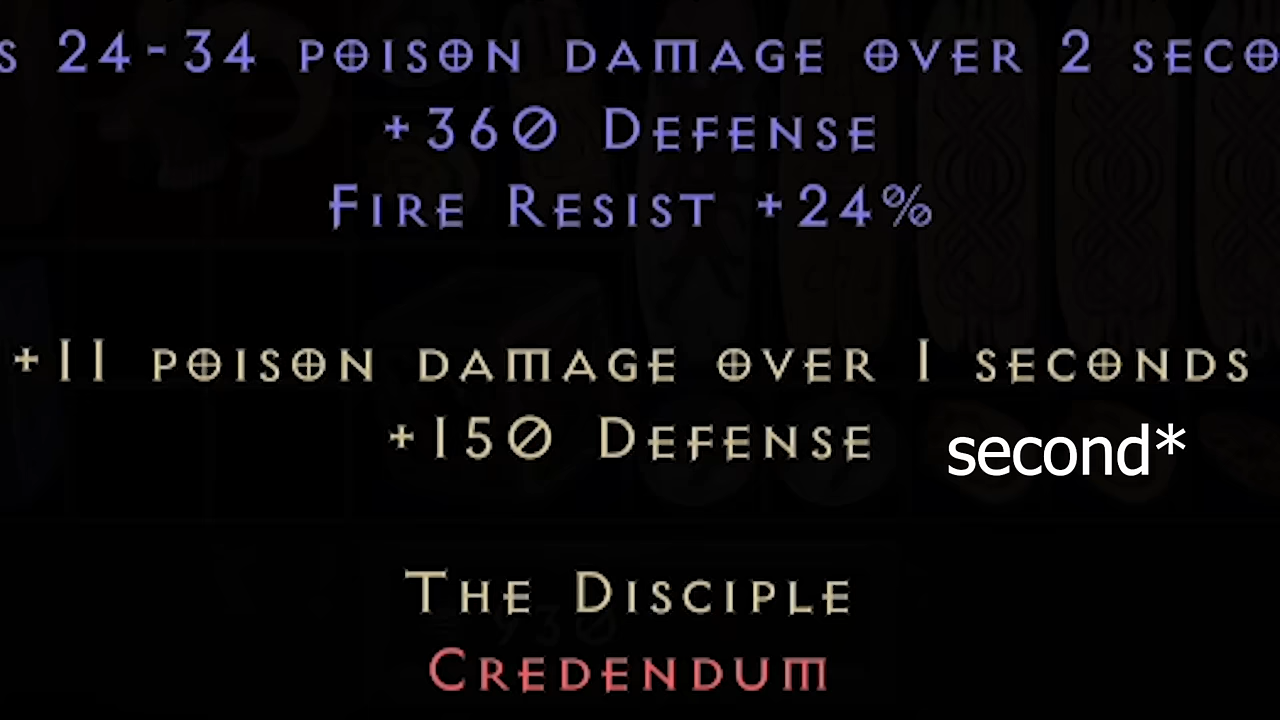 s 24-34 poison damage over 2 seco
+360 Defense
Fire Resist +24%
+11 poison damage over 1 seconds
+150 Defense
second*
The Disciple
Credendum